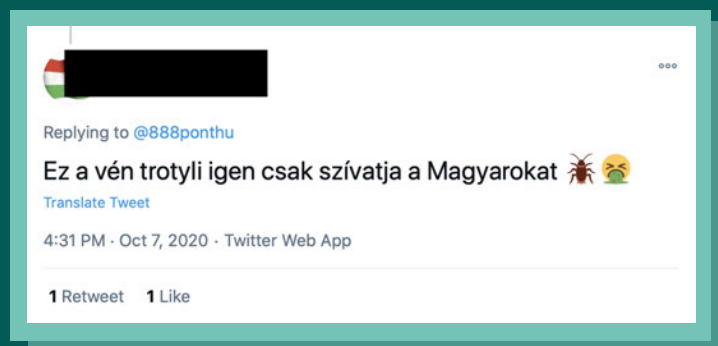 Replying to @888ponthu
Ez a vén trotyli igen csak szívatja a Magyarokat 🪳🤮
Translate Tweet
4:31 PM · Oct 7, 2020 · Twitter Web App
1 Retweet 1 Like